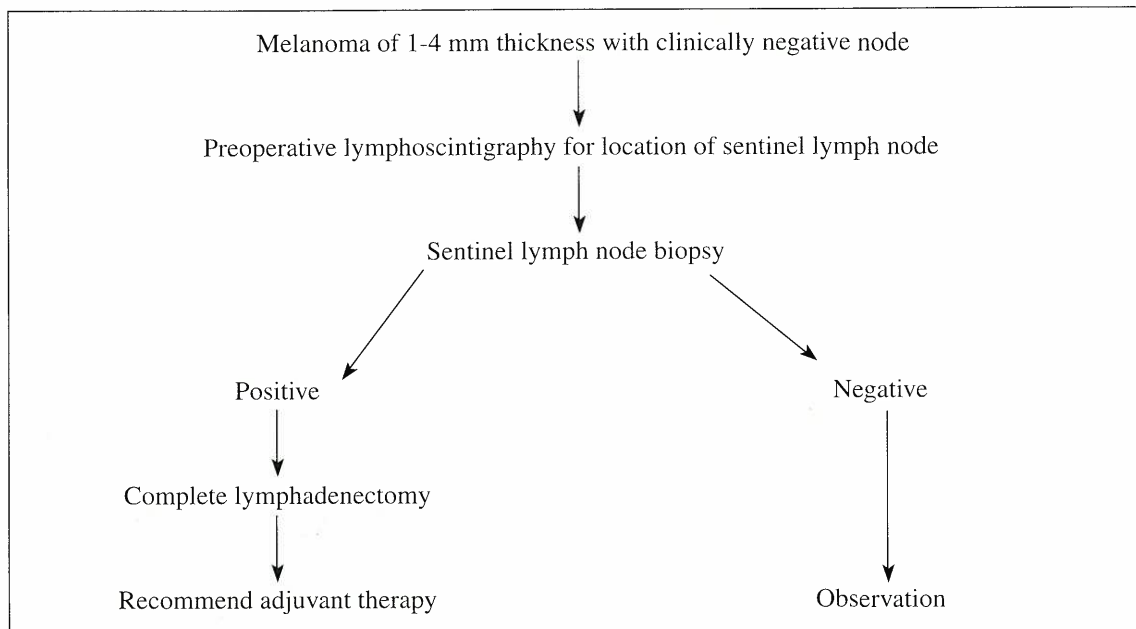 Melanoma of 1-4 mm thickness with clinically negative node
Preoperative lymphoscintigraphy for location of sentinel lymph node
Sentinel lymph node biopsy
Positive
Negative
Complete lymphadenectomy
Recommend adjuvant therapy
Observation